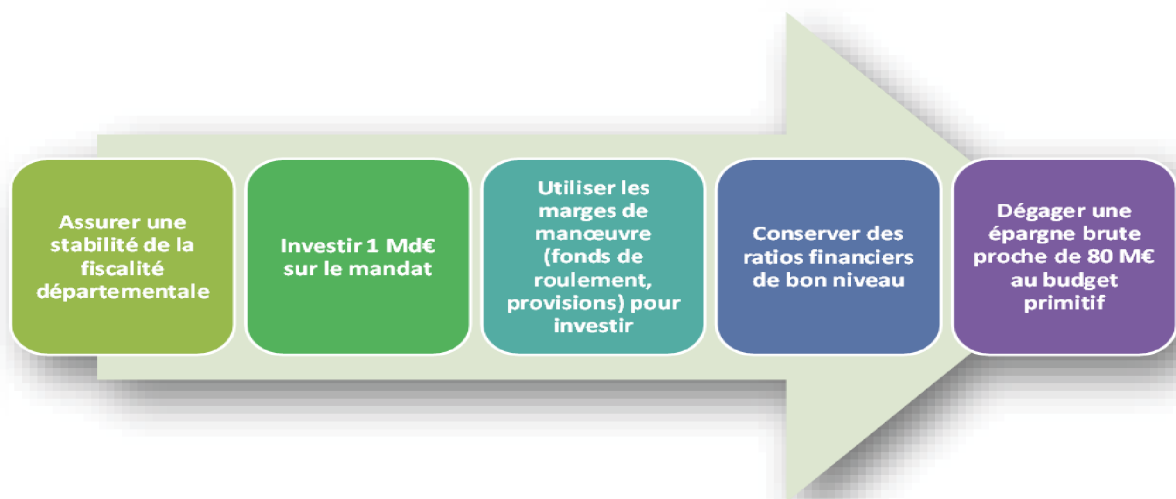 Assurer une
stabilité de la
fiscalité
départementale
Investir 1 Md€
sur le mandat
Utiliser les
marges de
manœuvre
(fonds de
roulement,
provisions) pour
investir
Conserver des
ratios financiers
de bon niveau
Dégager une
épargne brute
proche de 80 M€
au budget
primitif